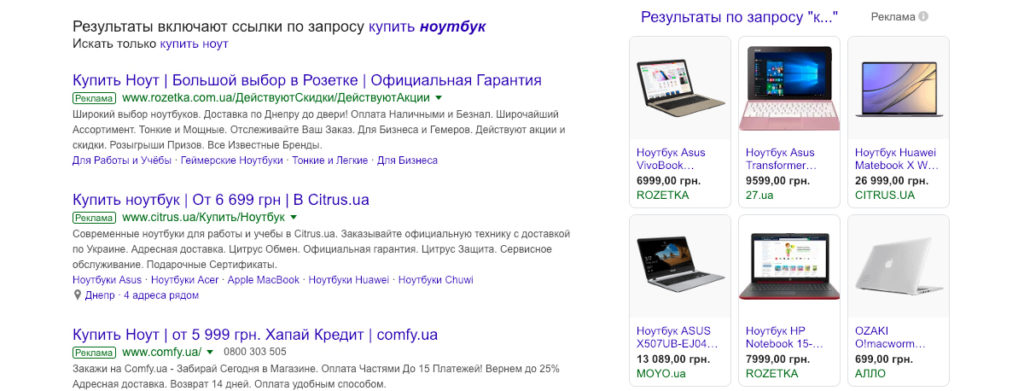 Результаты включают ссылки по запросу купить ноутбук
Искать только купить ноут
Купить Ноут | Большой выбор в Розетке | Официальная Гарантия
Реклама www.rozetka.com.ua/ДействуютСкидки/ДействуютАкции
Широкий выбор ноутбуков. Доставка по Днепру до двери! Оплата Наличными и Безнал. Широчайший
Ассортимент. Тонкие и Мощные. Отслеживайте Ваш Заказ. Для Бизнеса и Гемеров. Действуют акции и
скидки. Розыгрыши Призов. Все Известные Бренды.
Для Работы и Учёбы · Геймерские Ноутбуки · Тонкие и Легкие · Для Бизнеса
Купить ноутбук | От 6 699 грн | В Citrus.ua
Реклама www.citrus.ua/Купить/Ноутбук
Современные ноутбуки для работы и учебы в Citrus.ua. Заказывайте официальную технику с доставкой
по Украине. Адресная доставка. Цитрус Обмен. Официальная гарантия. Цитрус Защита. Сервисное
обслуживание. Подарочные Сертификаты.
Ноутбуки Asus · Ноутбуки Acer · Apple MacBook · Ноутбуки Huawei · Ноутбуки Chuwi
Днепр · 4 адреса рядом
Купить Ноут | от 5 999 грн. Хапай Кредит | comfy.ua
Реклама www.comfy.ua/ 0800 303 505
Закажи на Comfy.ua - Забирай Сегодня в Магазине. Оплата Частями До 15 Платежей! Вернем до 25%
Адресная доставка. Возврат 14 дней. Оплата удобным способом.
Результаты по запросу "к..." Реклама
Ноутбук Asus
VivoBook...
6999,00 грн.
ROZETKA
Ноутбук Asus
Transformer...
9599,00 грн.
27.ua
Ноутбук Huawei
Matebook X W...
26 999,00 грн.
CITRUS.UA
Ноутбук ASUS
X507UB-EJ04...
13 089,00 грн.
MOYO.ua
Ноутбук HP
Notebook 15-...
7999,00 грн.
ROZETKA
OZAKI
O!macworm...
699,00 грн.
АЛЛО